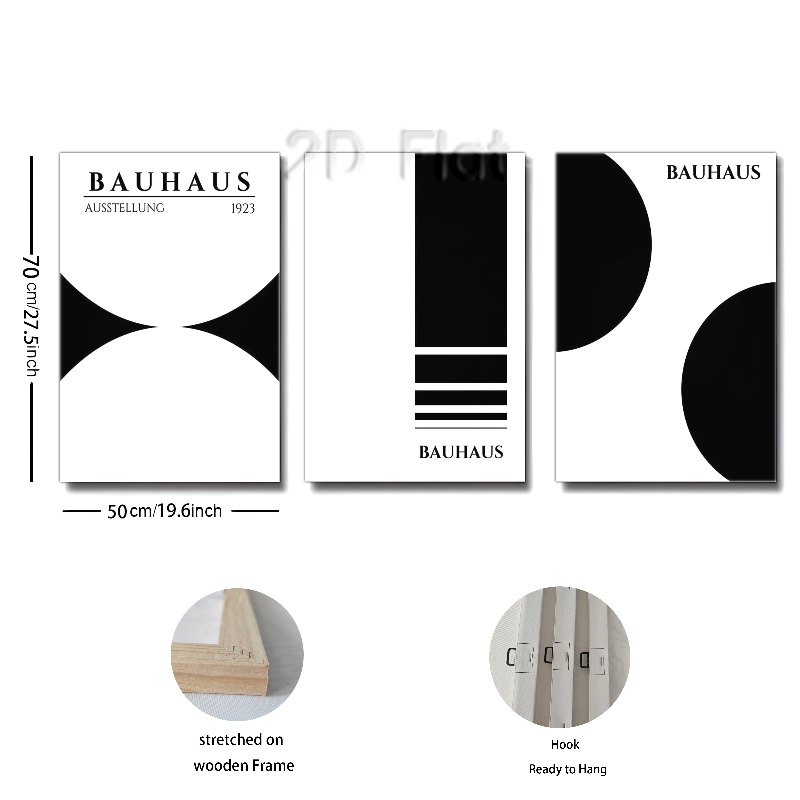 2D Flat
BAUHAUS
AUSSTELLUNG 1923
BAUHAUS
BAUHAUS
70 cm/27.5inch
50cm/19.6inch
stretched on
wooden Frame
Hook
Ready to Hang